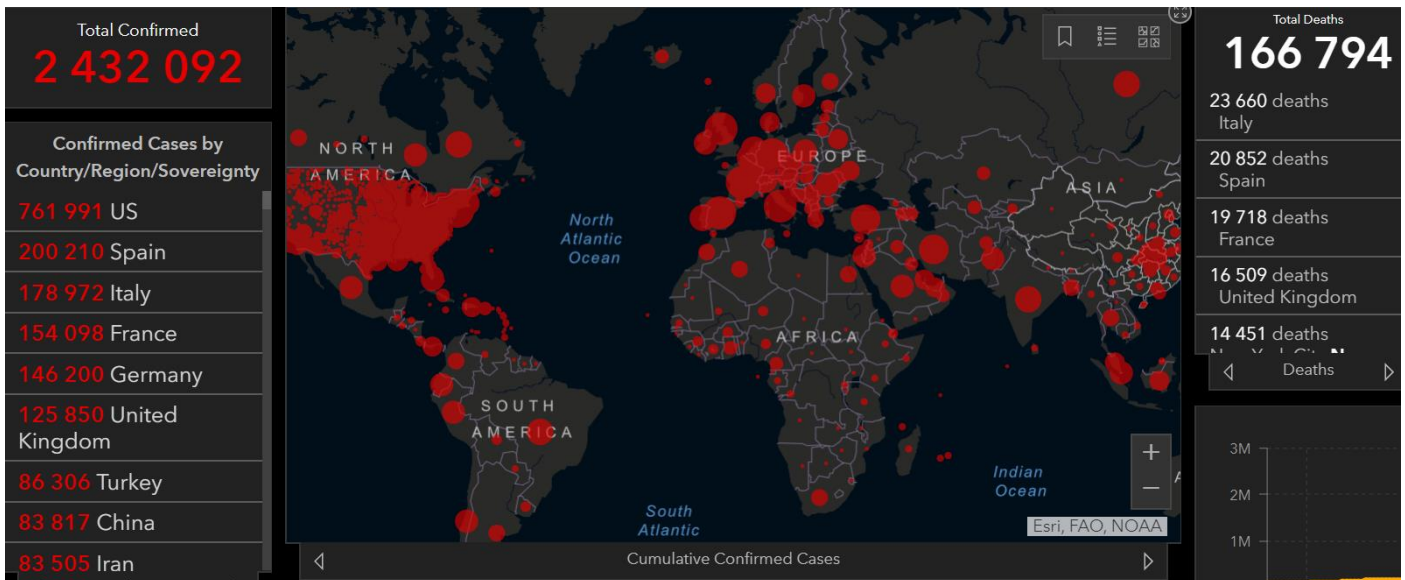 Total Confirmed
2 432 092
Confirmed Cases by
Country/Region/Sovereignty
761 991 US
200 210 Spain
178 972 Italy
154 098 France
146 200 Germany
125 850 United
Kingdom
86 306 Turkey
83 817 China
83 505 Iran
NORTH
AMERICA
North
Atlantic
Ocean
EUROPE
ASIA
AFRICA
SOUTH
AMERICA
Indian
Ocean
South
Atlantic
Esri, FAO, NOAA
Cumulative Confirmed Cases
Total Deaths
166 794
23 660 deaths
Italy
20 852 deaths
Spain
19 718 deaths
France
16 509 deaths
United Kingdom
14 451 deaths
Deaths
3M
2M
1M